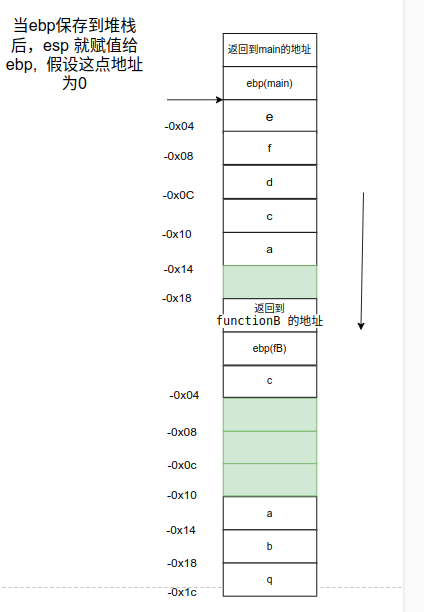 当ebp保存到堆栈
后，esp 就赋值给
ebp, 假设这点地址
为0
返回到main的地址
ebp(main)
e
-0x04
f
-0x08
d
-0x0C
c
-0x10
a
-0x14
-0x18
返回到
functionB 的地址
ebp(fB)
c
-0x04
-0x08
-0x0c
-0x10
a
-0x14
b
-0x18
q
-0x1c